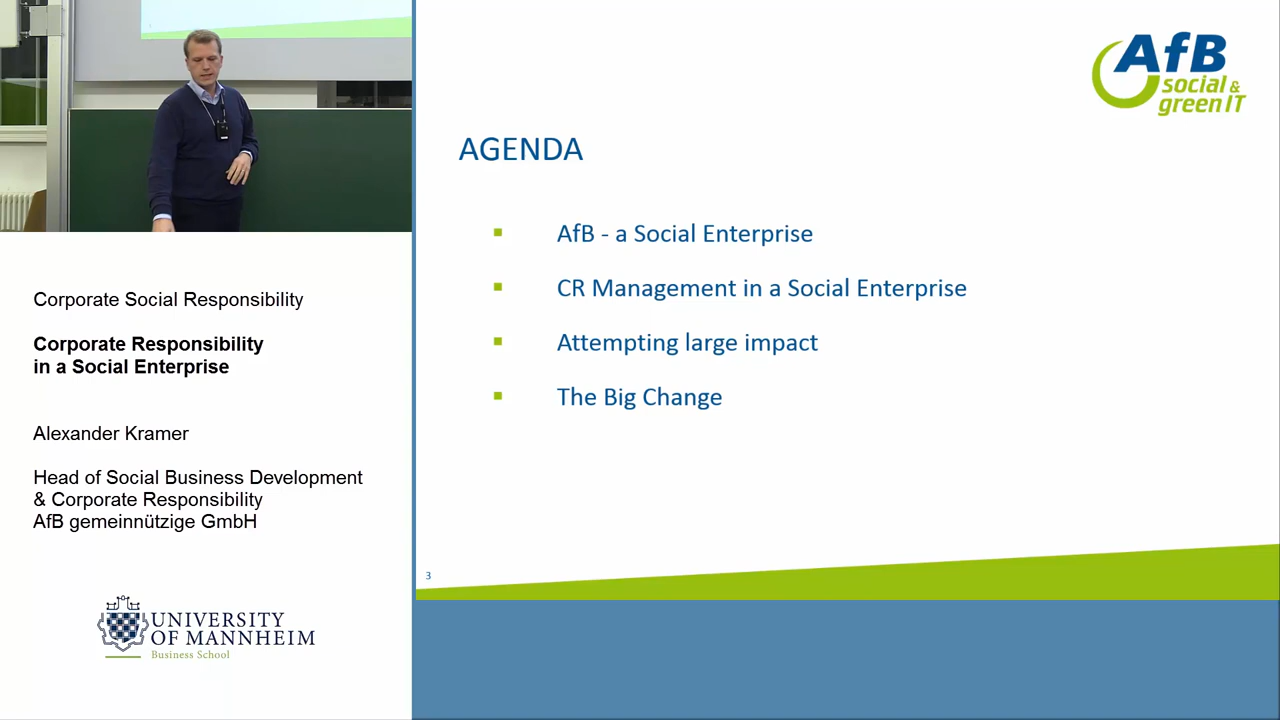 Corporate Social Responsibility
Corporate Responsibility
in a Social Enterprise
Alexander Kramer
Head of Social Business Development
& Corporate Responsibility
AfB gemeinnützige GmbH
UNIVERSITY
OF MANNHEIM
Business School
AfB
social &
green IT
AGENDA
▪ AfB - a Social Enterprise
▪ CR Management in a Social Enterprise
▪ Attempting large impact
▪ The Big Change
3